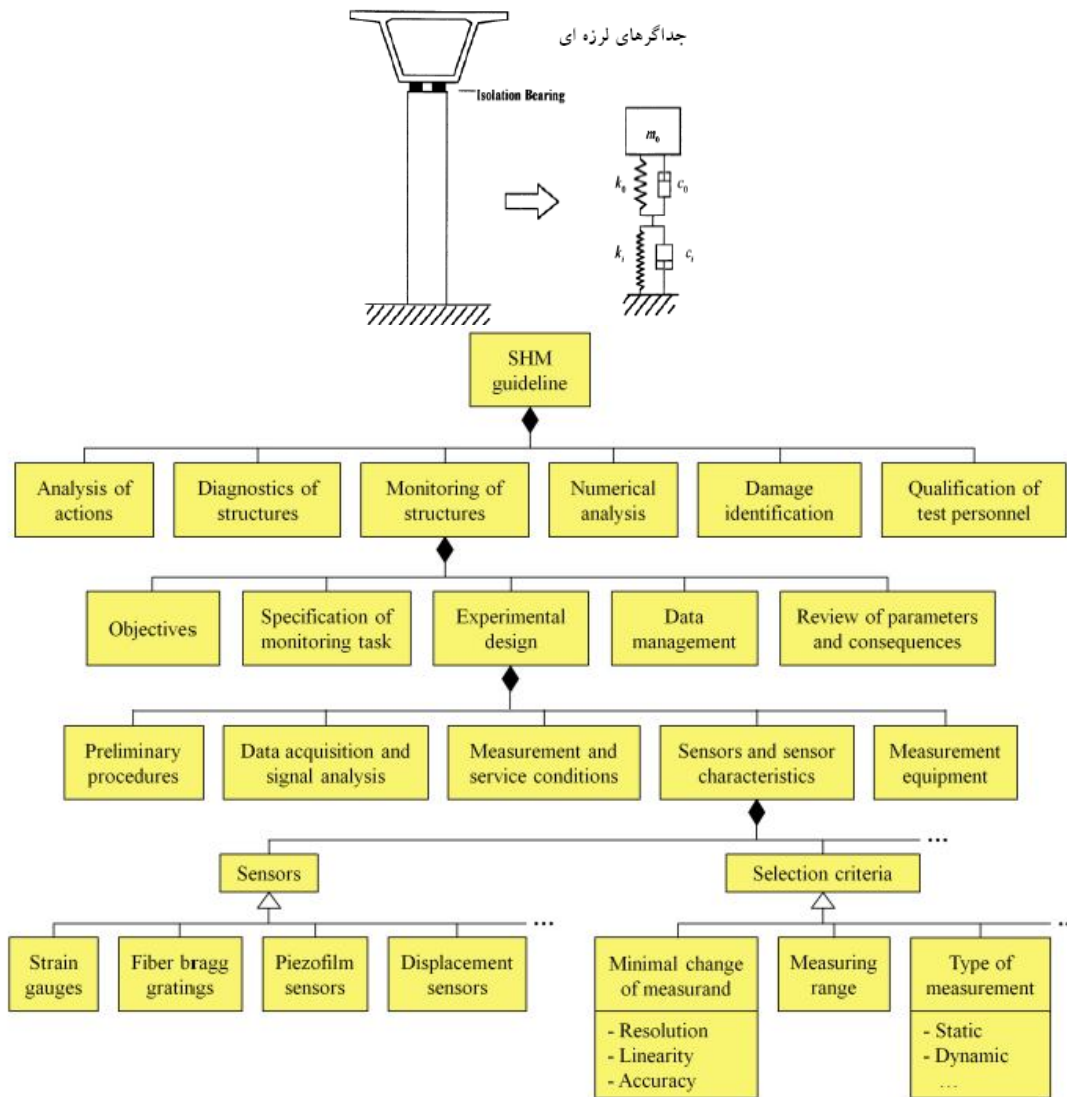 جداگرهای لرزه ای
Isolation Bearing
m₀
k₀
c₀
kᵢ
cᵢ
SHM
guideline
Analysis of
actions
Diagnostics of
structures
Monitoring of
structures
Numerical
analysis
Damage
identification
Qualification of
test personnel
Objectives
Specification of
monitoring task
Experimental
design
Data
management
Review of parameters
and consequences
Preliminary
procedures
Data acquisition and
signal analysis
Measurement and
service conditions
Sensors and sensor
characteristics
Measurement
equipment
...
Sensors
Selection criteria
...
...
Strain
gauges
Fiber bragg
gratings
Piezofilm
sensors
Displacement
sensors
Minimal change
of measurand
- Resolution
- Linearity
- Accuracy
Measuring
range
Type of
measurement
- Static
- Dynamic
...